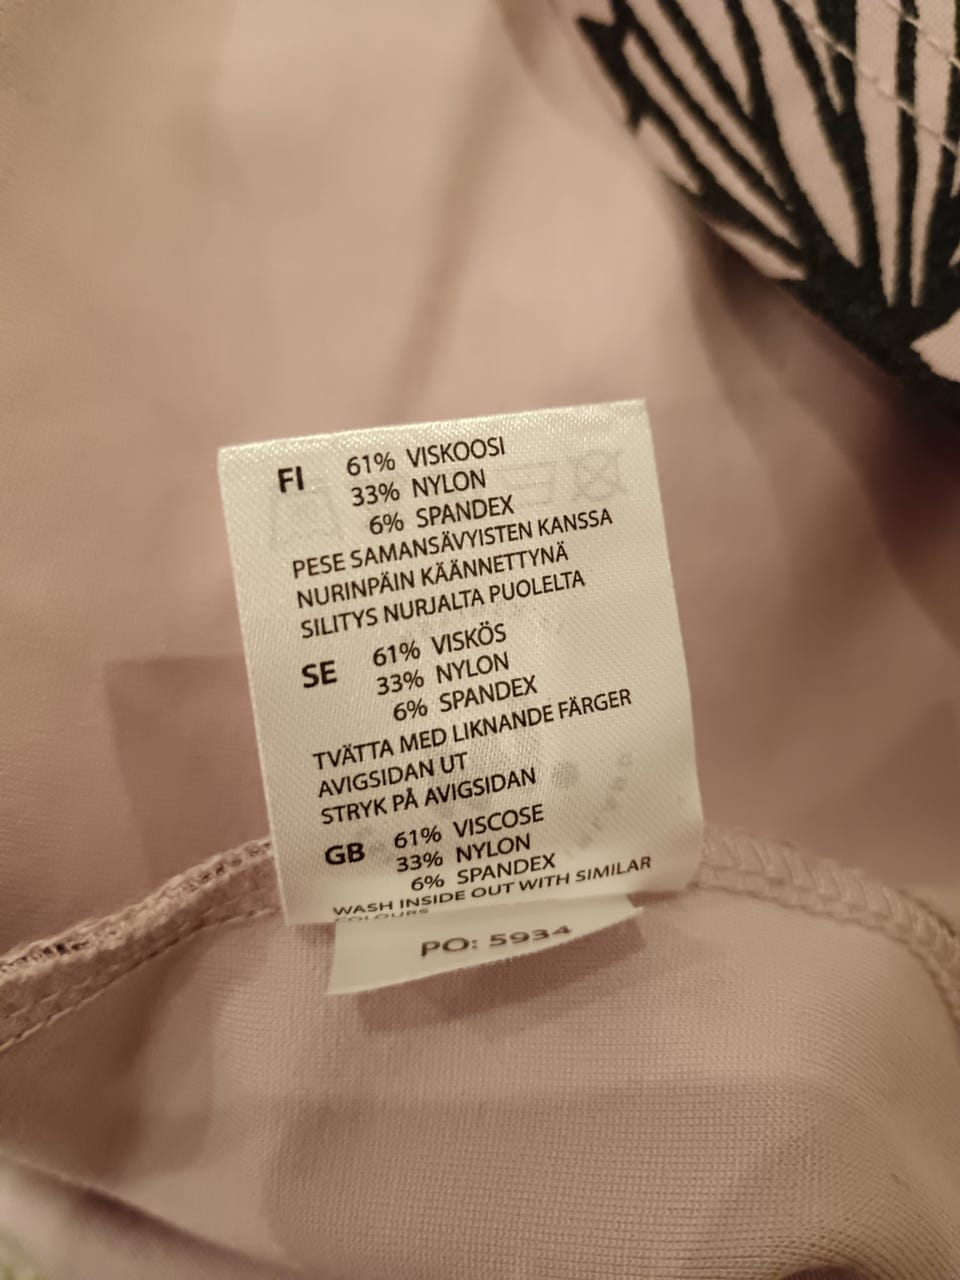 FI 61% VISKOOSI
33% NYLON
6% SPANDEX
PESE SAMANSÄVYISTEN KANSSA
NURINPÄIN KÄÄNNETTYNÄ
SILITYS NURJALTA PUOLELTA
SE 61% VISKÖS
33% NYLON
6% SPANDEX
TVÄTTA MED LIKNANDE FÄRGER
AVIGSIDAN UT
STRYK PÅ AVIGSIDAN
GB 61% VISCOSE
33% NYLON
6% SPANDEX
WASH INSIDE OUT WITH SIMILAR
COLOURS
PO: 5934